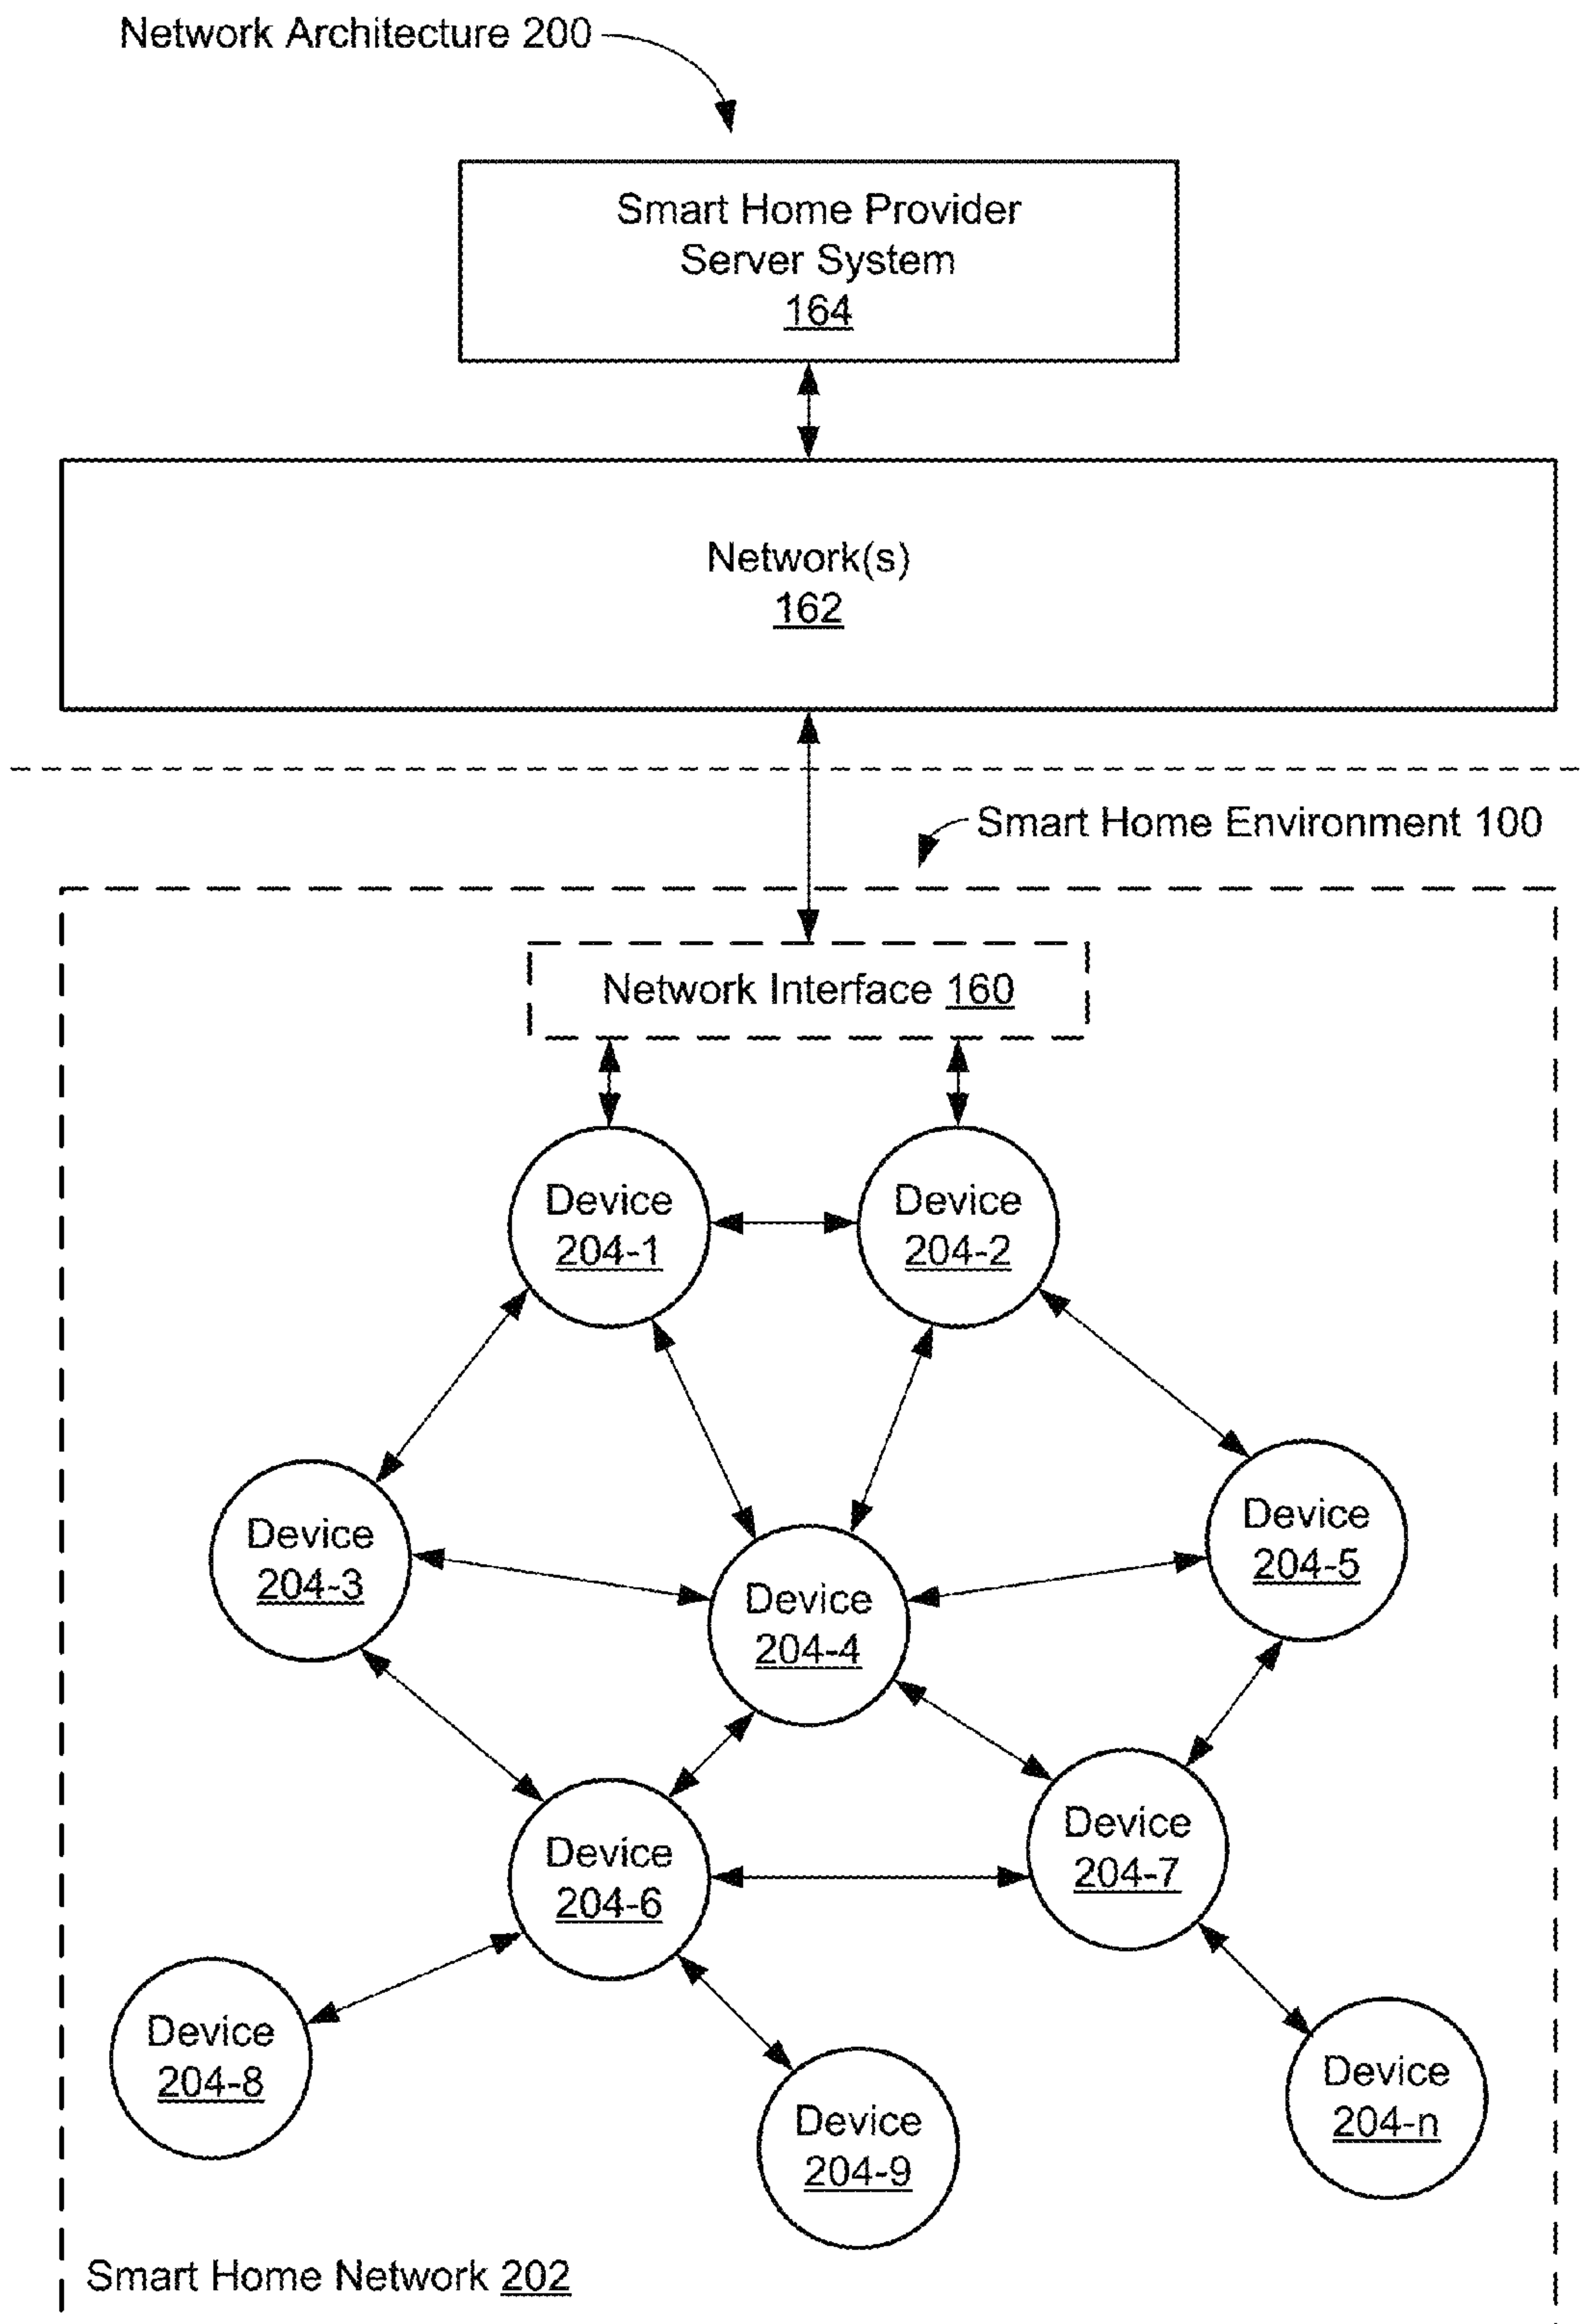 Network Architecture 200
Smart Home Provider
Server System
164
Network(s)
162
Smart Home Environment 100
Network Interface 160
Device
204-1
Device
204-2
Device
204-3
Device
204-4
Device
204-5
Device
204-6
Device
204-7
Device
204-8
Device
204-9
Device
204-n
Smart Home Network 202